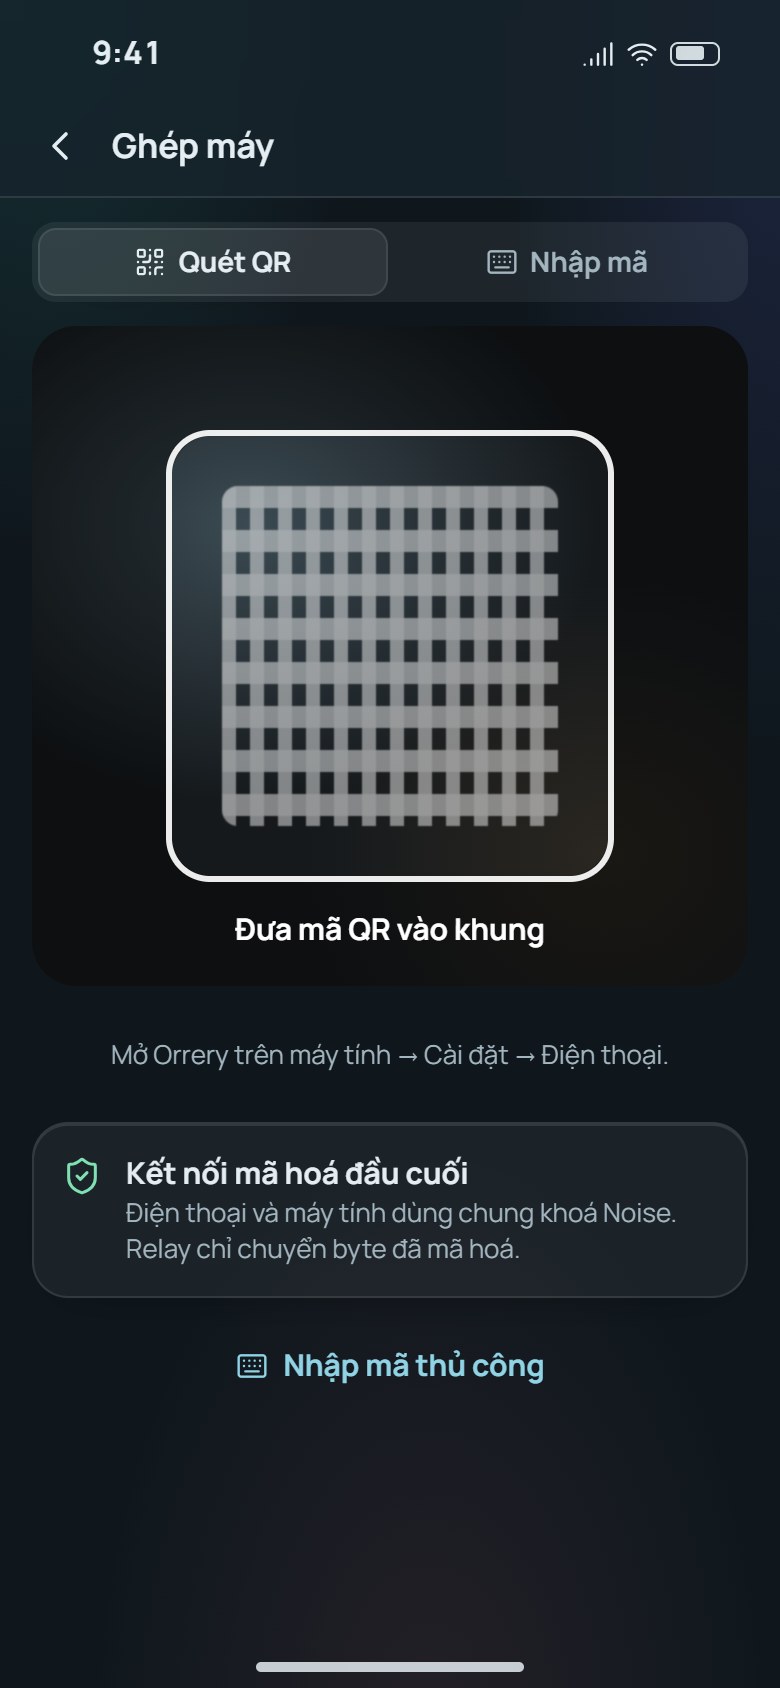 9:41
Ghép máy
Quét QR
Nhập mã
Đưa mã QR vào khung
Mở Orrery trên máy tính → Cài đặt → Điện thoại.
Kết nối mã hoá đầu cuối
Điện thoại và máy tính dùng chung khoá Noise.
Relay chỉ chuyển byte đã mã hoá.
Nhập mã thủ công